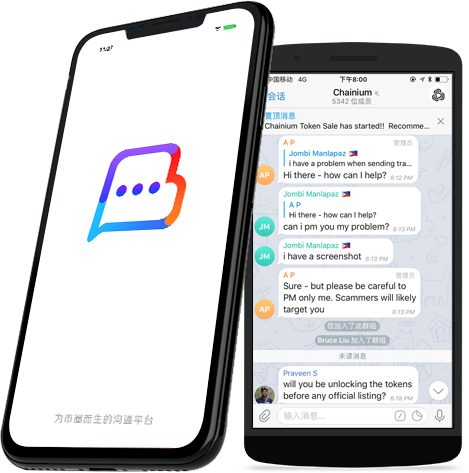 11:27
为币圈而生的沟通平台
中国移动 4G 下午8:00
会话
Chainium
5342 位成员
置顶消息
Chainium Token Sale has started!! Recomme...
A P 管理员
Jombi Manlapaz 🇵🇭
i have a problem when sending tra...
Hi there - how can I help? 6:12 PM
AP
Jombi Manlapaz 🇵🇭
A P
Hi there - how can I help?
can i pm you my problem? 6:13 PM
JM
Jombi Manlapaz 🇵🇭
i have a screenshot 6:13 PM
JM
A P 管理员
Sure - but please be careful to
PM only me. Scammers will likely
target you 6:13 PM
AP
您加入了此群组
Bruce Liu 加入了群组
未读消息
Praveen S
will you be unlocking the tokens
before any official listing? 6:18 PM
输入消息...